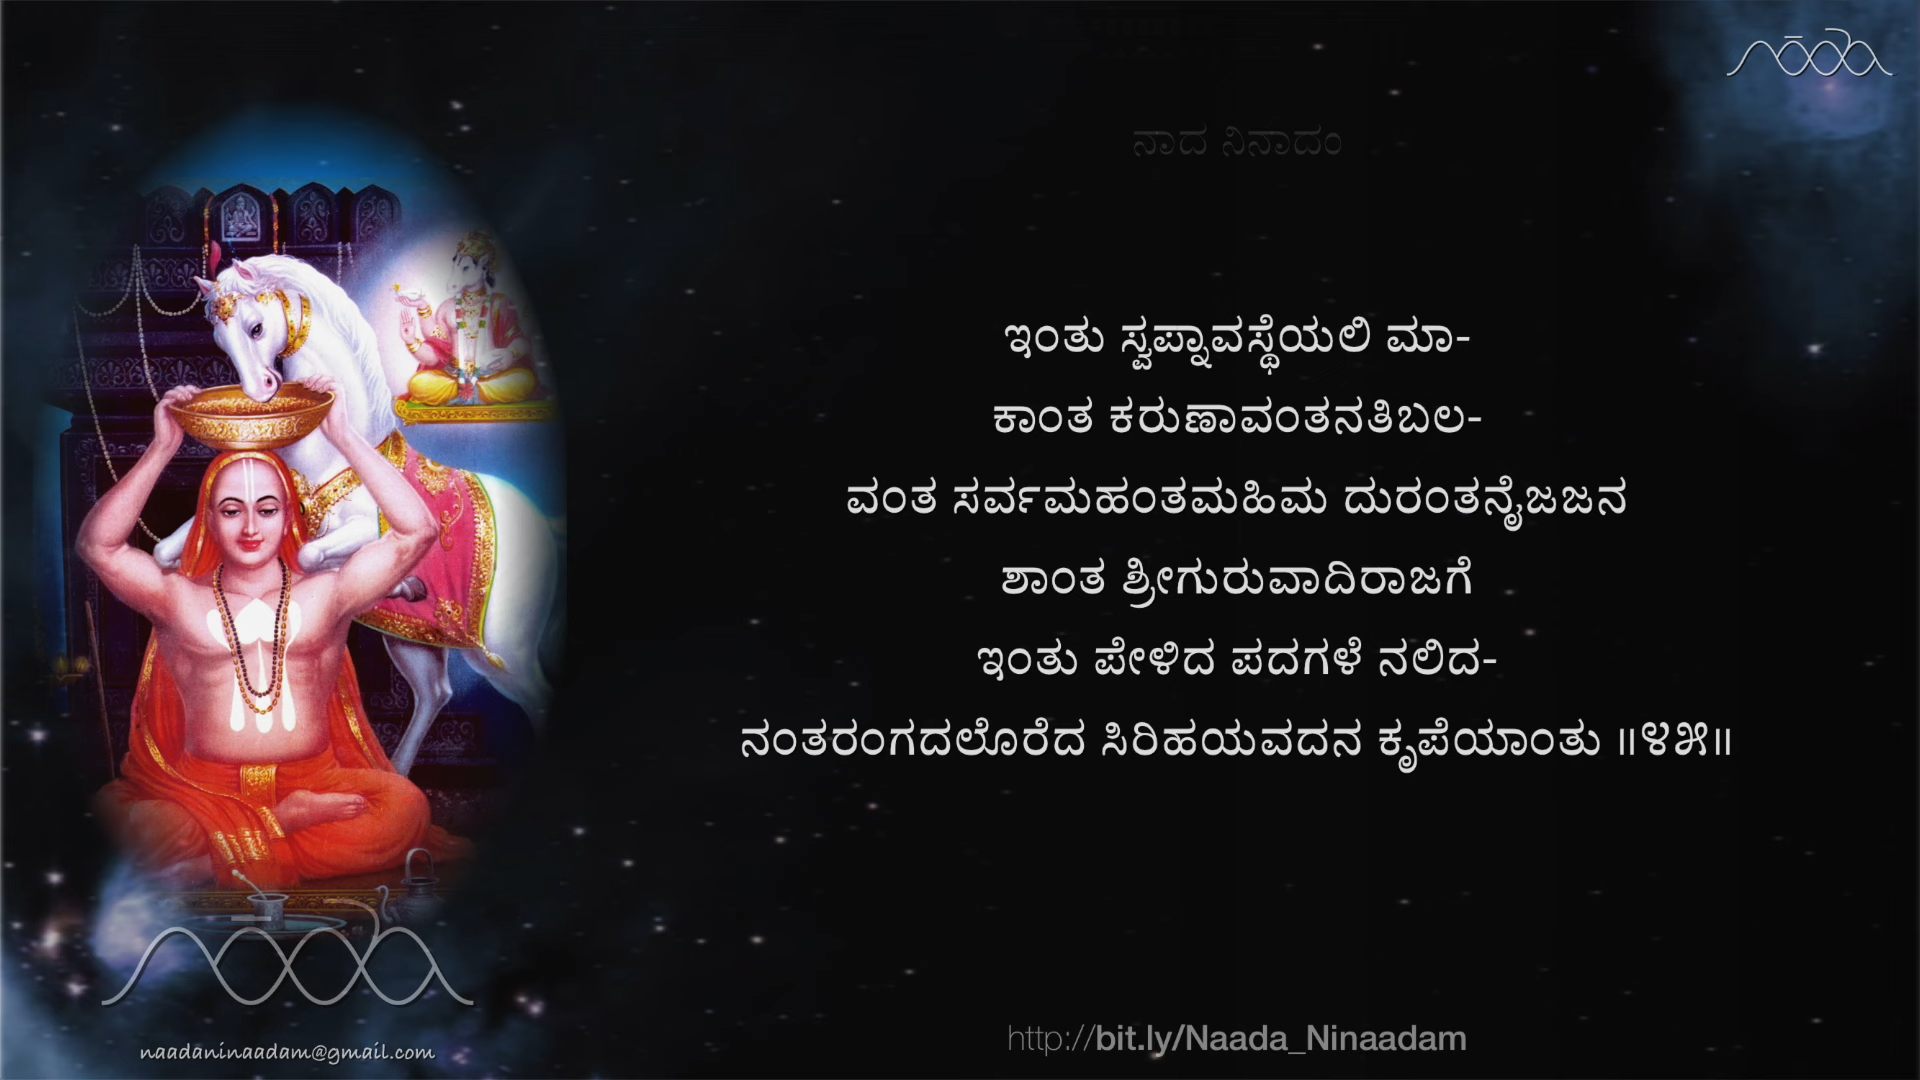 ನಾದ ನಿನಾದಂ
ಇಂತು ಸ್ವಪ್ನಾವಸ್ಥೆಯಲಿ ಮಾ-
ಕಾಂತ ಕರುಣಾವಂತನತಿಬಲ-
ವಂತ ಸರ್ವಮಹಂತಮಹಿಮ ದುರಂತನೈಜಜನ
ಶಾಂತ ಶ್ರೀಗುರುವಾದಿರಾಜಗೆ
ಇಂತು ಪೇಳಿದ ಪದಗಳೆ ನಲಿದ-
ನಂತರಂಗದಲೊರೆದ ಸಿರಿಹಯವದನ ಕೃಪೆಯಾಂತು ॥೪೫॥
naadaninaadam@gmail.com
http://bit.ly/Naada_Ninaadam